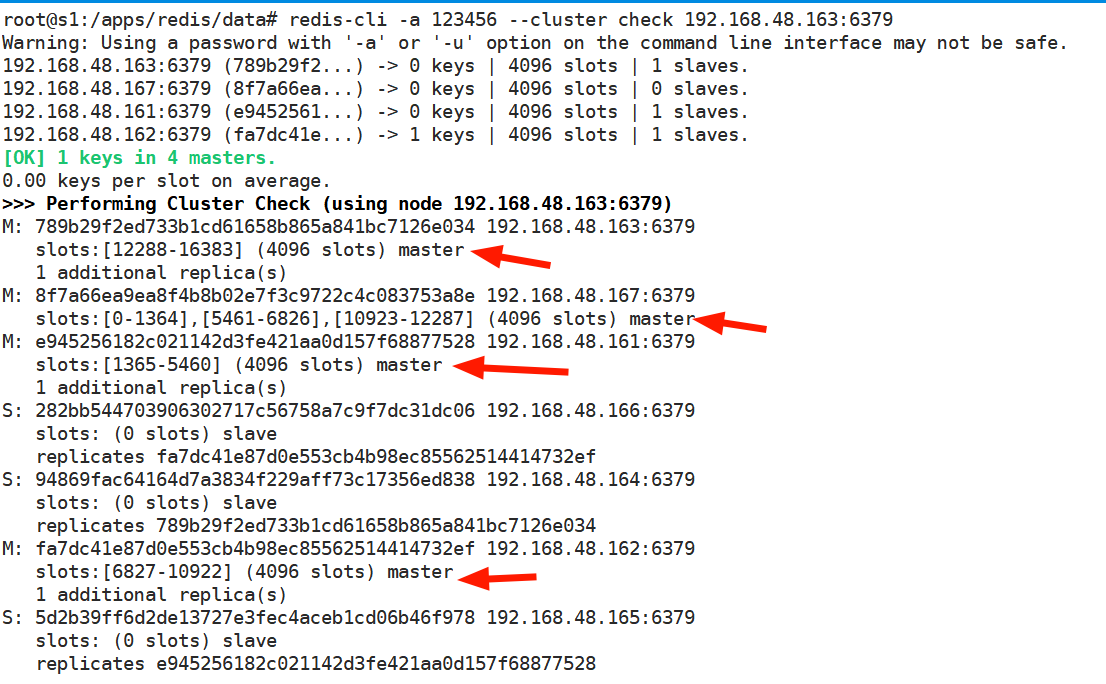 root@s1:/apps/redis/data# redis-cli -a 123456 --cluster check 192.168.48.163:6379
Warning: Using a password with '-a' or '-u' option on the command line interface may not be safe.
192.168.48.163:6379 (789b29f2...) -> 0 keys | 4096 slots | 1 slaves.
192.168.48.167:6379 (8f7a66ea...) -> 0 keys | 4096 slots | 0 slaves.
192.168.48.161:6379 (e9452561...) -> 0 keys | 4096 slots | 1 slaves.
192.168.48.162:6379 (fa7dc41e...) -> 1 keys | 4096 slots | 1 slaves.
[OK] 1 keys in 4 masters.
0.00 keys per slot on average.
>>> Performing Cluster Check (using node 192.168.48.163:6379)
M: 789b29f2ed733b1cd61658b865a841bc7126e034 192.168.48.163:6379
   slots:[12288-16383] (4096 slots) master
   1 additional replica(s)
M: 8f7a66ea9ea8f4b8b02e7f3c9722c4c083753a8e 192.168.48.167:6379
   slots:[0-1364],[5461-6826],[10923-12287] (4096 slots) master
M: e945256182c021142d3fe421aa0d157f68877528 192.168.48.161:6379
   slots:[1365-5460] (4096 slots) master
   1 additional replica(s)
S: 282bb544703906302717c56758a7c9f7dc31dc06 192.168.48.166:6379
   slots: (0 slots) slave
   replicates fa7dc41e87d0e553cb4b98ec85562514414732ef
S: 94869fac64164d7a3834f229aff73c17356ed838 192.168.48.164:6379
   slots: (0 slots) slave
   replicates 789b29f2ed733b1cd61658b865a841bc7126e034
M: fa7dc41e87d0e553cb4b98ec85562514414732ef 192.168.48.162:6379
   slots:[6827-10922] (4096 slots) master
   1 additional replica(s)
S: 5d2b39ff6d2de13727e3fec4aceb1cd06b46f978 192.168.48.165:6379
   slots: (0 slots) slave
   replicates e945256182c021142d3fe421aa0d157f68877528